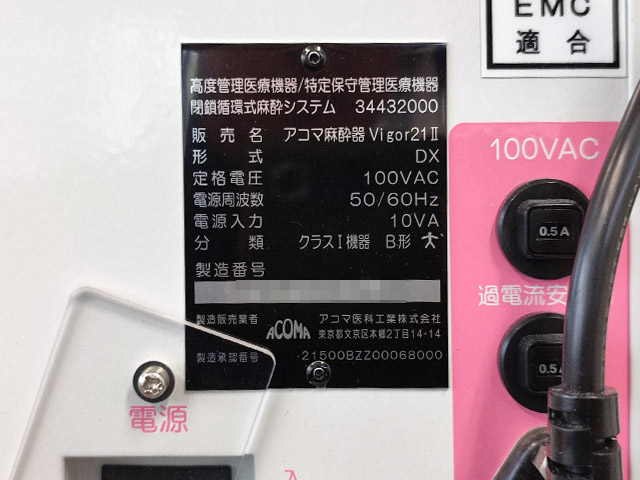 EMC
適合
高度管理医療機器/特定保守管理医療機器
閉鎖循環式麻酔システム 34432000
販売名 アコマ麻酔器 Vigor21Ⅱ
形式 DX
定格電圧 100VAC
電源周波数 50/60Hz
電源入力 10VA
分類 クラスⅠ機器 B形
製造番号
製造販売業者 ACOMA アコマ医科工業株式会社
東京都文京区本郷2丁目14-14
製造承認番号 21500BZZ00068000
100VAC
0.5A
過電流安
0.5A
電源
入